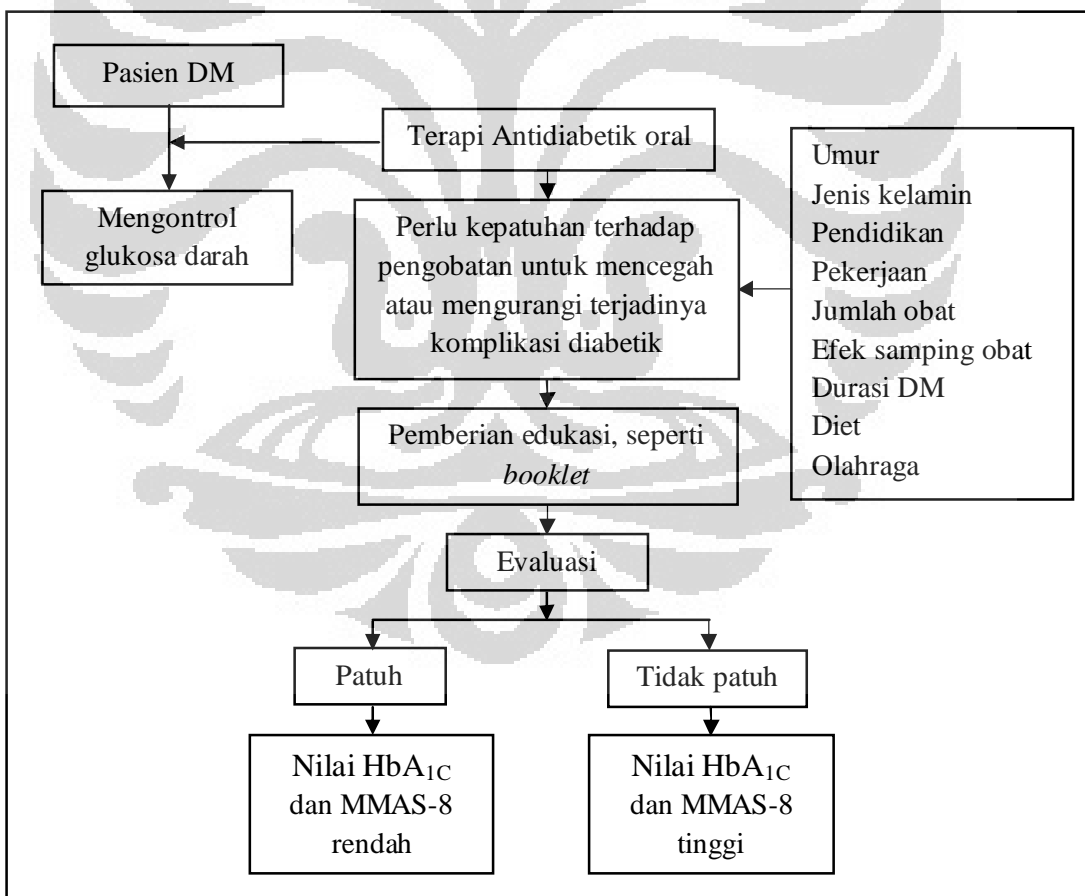 Pasien DM
Terapi Antidiabetik oral
Mengontrol
glukosa darah
Perlu kepatuhan terhadap
pengobatan untuk mencegah
atau mengurangi terjadinya
komplikasi diabetik
Umur
Jenis kelamin
Pendidikan
Pekerjaan
Jumlah obat
Efek samping obat
Durasi DM
Diet
Olahraga
Pemberian edukasi, seperti
booklet
Evaluasi
Patuh
Tidak patuh
Nilai HbA1C
dan MMAS-8
rendah
Nilai HbA1C
dan MMAS-8
tinggi